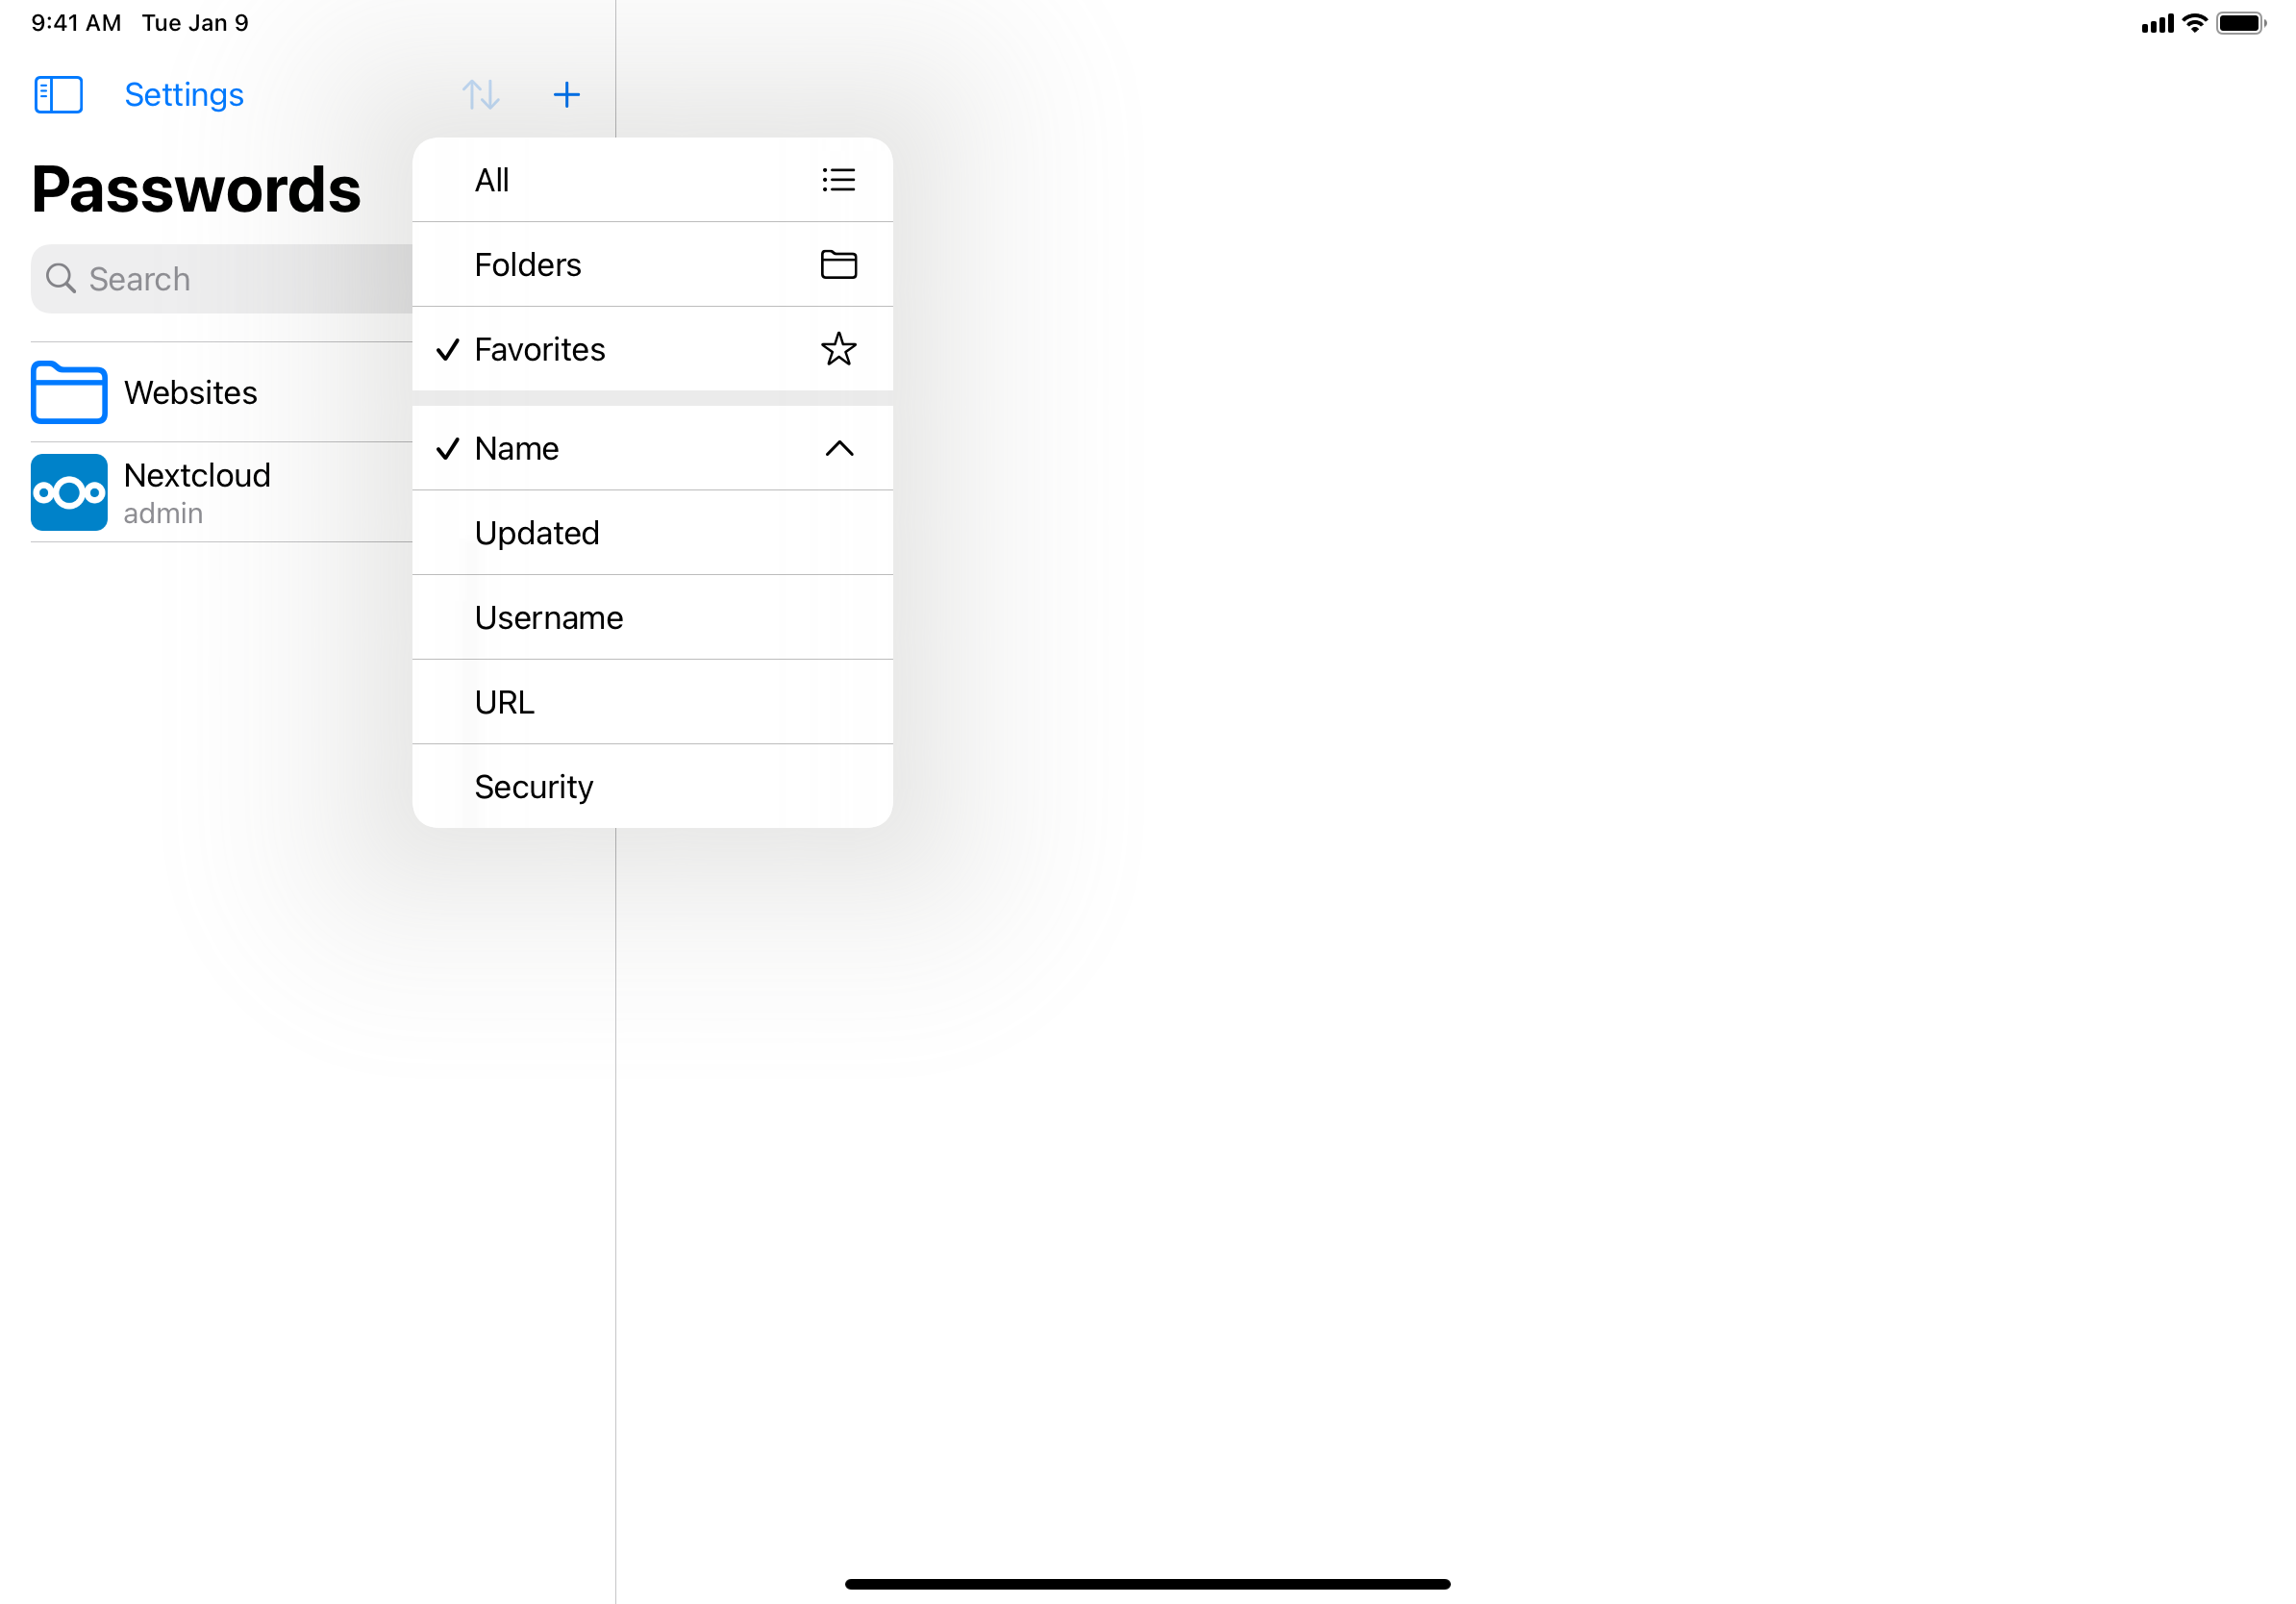 9:41 AM Tue Jan 9
Settings
Passwords
Search
Websites
Nextcloud
admin
All
Folders
Favorites
Name
Updated
Username
URL
Security